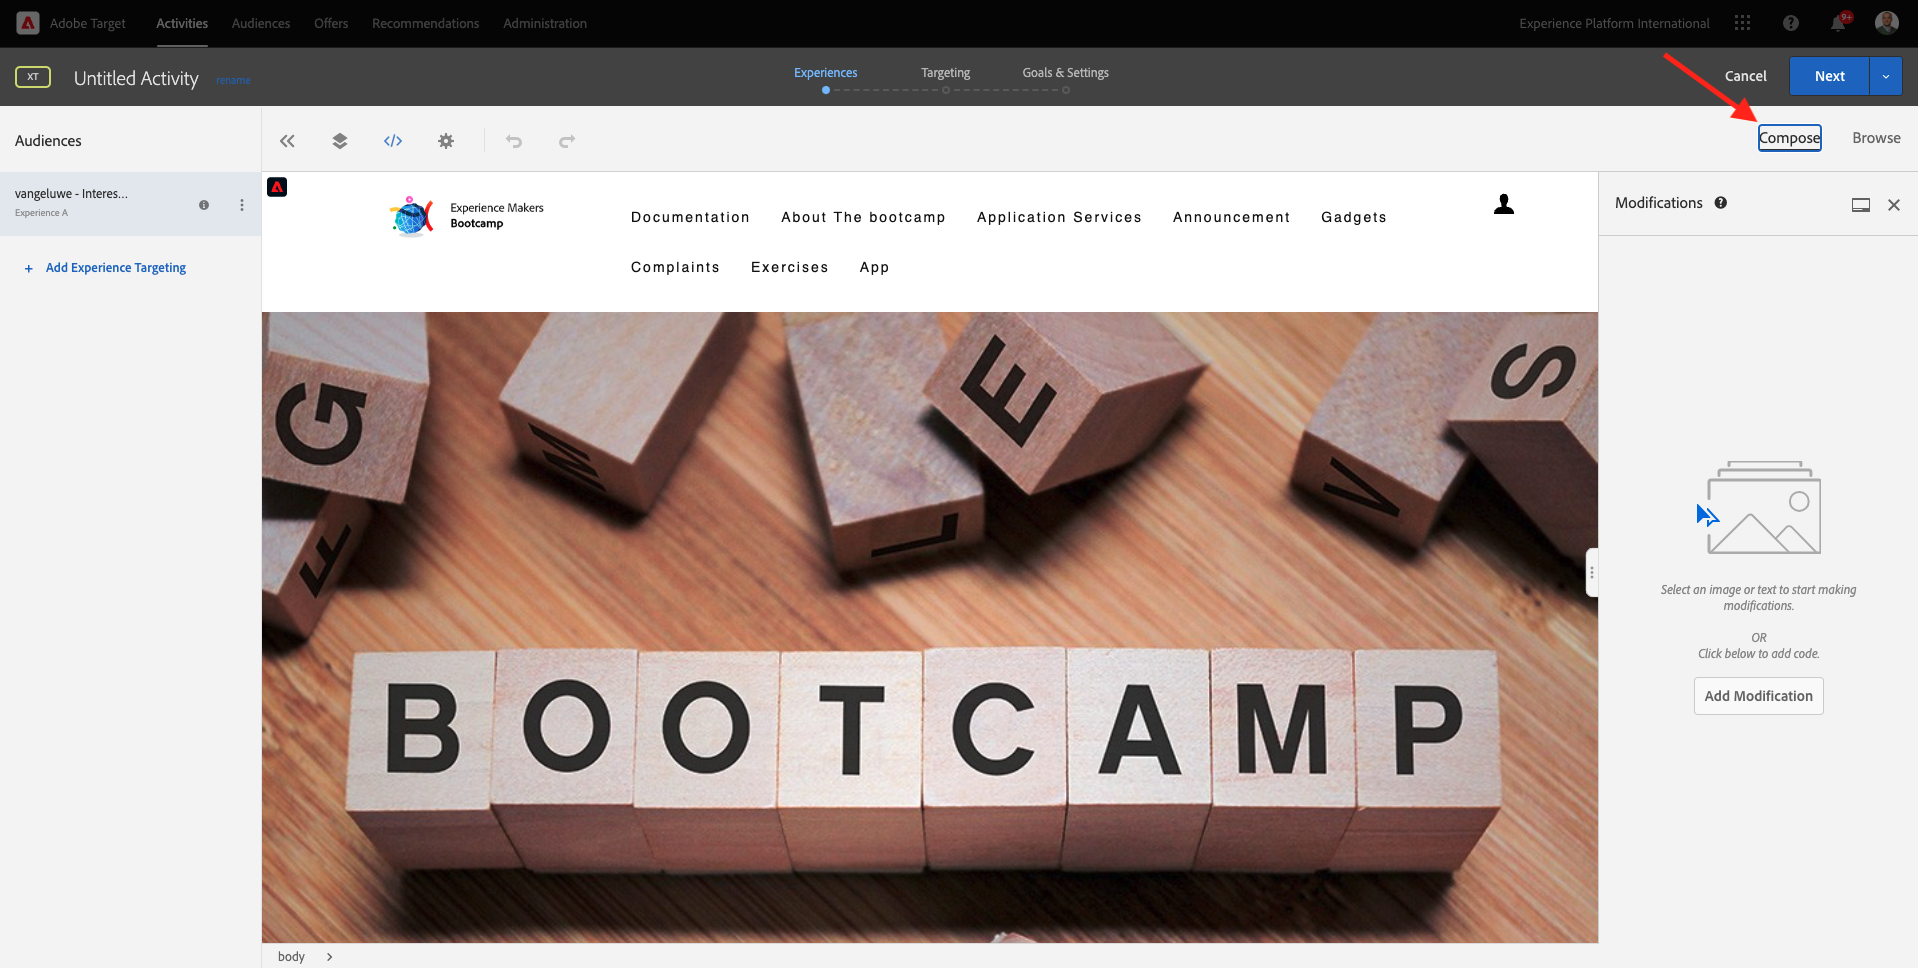 Adobe Target
Activities
Audiences
Offers
Recommendations
Administration
Experience Platform International
9+
XT
Untitled Activity
rename
Experiences
Targeting
Goals & Settings
Cancel
Next
Audiences
</>
Compose
Browse
vangeluwe - Interes...
Experience A
+ Add Experience Targeting
Experience Makers
Bootcamp
Documentation
About The bootcamp
Application Services
Announcement
Gadgets
Complaints
Exercises
App
Modifications
G
M
L
E
V
S
F
BOOTCAMP
Select an image or text to start making
modifications.
OR
Click below to add code.
Add Modification
body